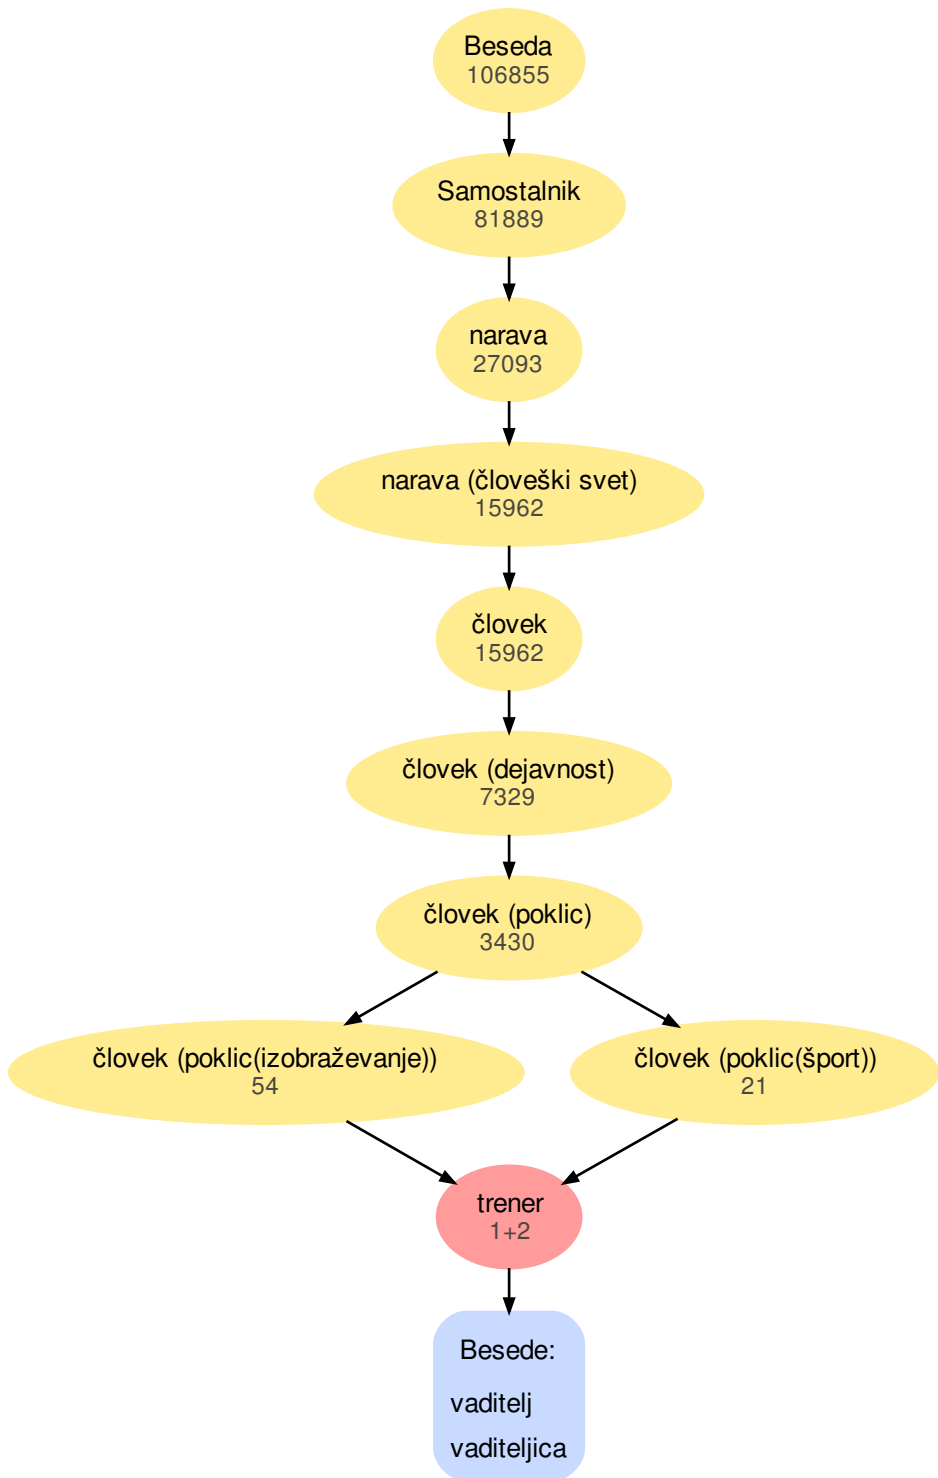 Beseda
106855
Samostalnik
81889
narava
27093
narava (človeški svet)
15962
človek
15962
človek (dejavnost)
7329
človek (poklic)
3430
človek (poklic(izobraževanje))
54
človek (poklic(šport))
21
trener
1+2
Besede:
vaditelj
vaditeljica